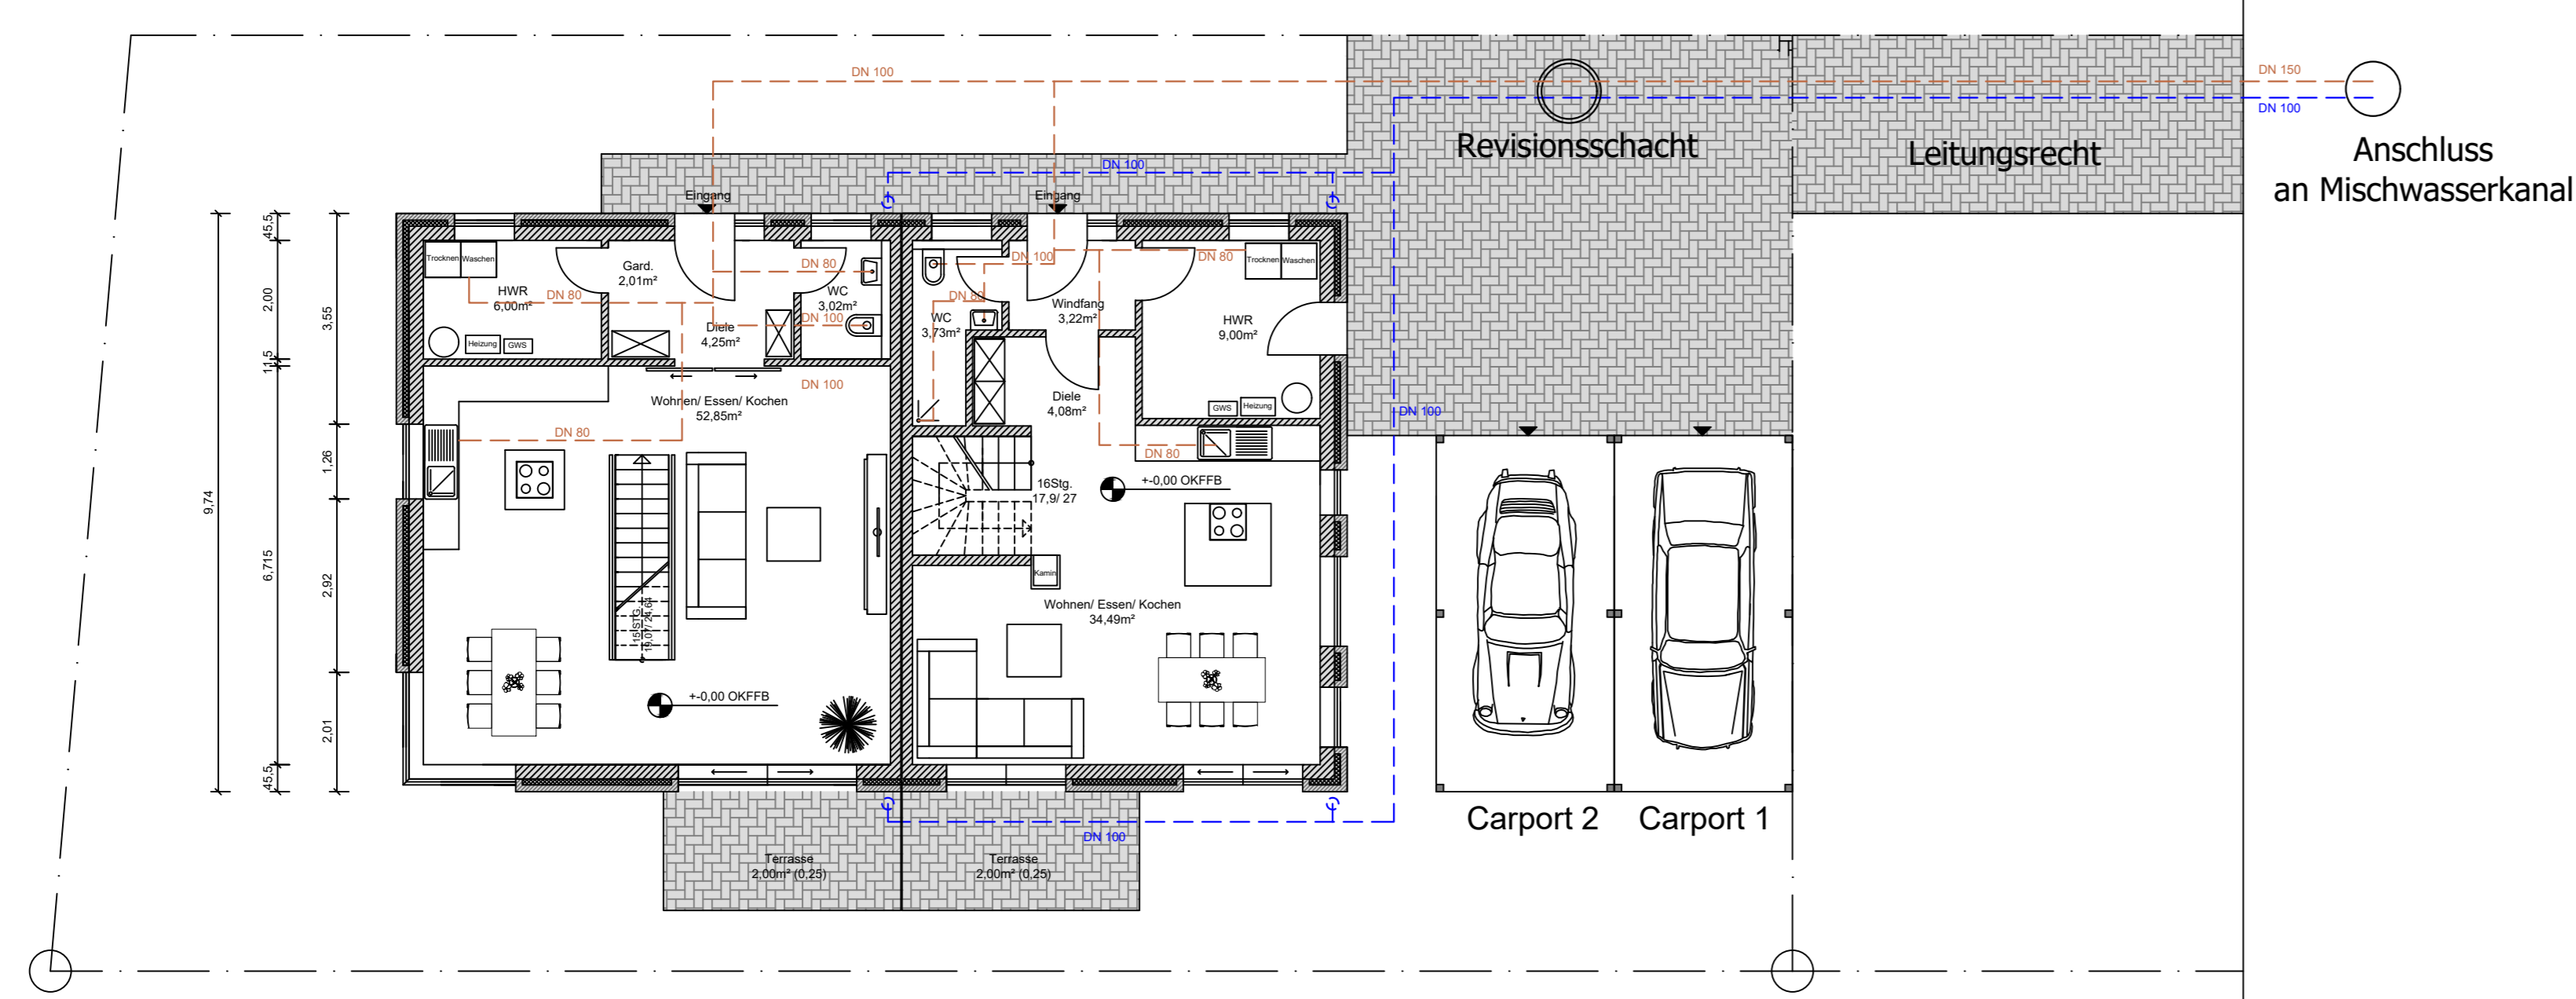 DN 100
DN 150
DN 100
Revisionsschacht
Leitungsrecht
Anschluss
an Mischwasserkanal
DN 100
Eingang
Eingang
Trocknen
Waschen
HWR
6,00m²
DN 80
Heizung
GWS
Gard.
2,01m²
Diele
4,25m²
DN 80
WC
3,02m²
DN 100
DN 100
Wohnen/ Essen/ Kochen
52,85m²
DN 80
DN 100
DN 80
WC
3,73m²
Windfang
3,22m²
DN 80
Trocknen
Waschen
HWR
9,00m²
GWS
Heizung
Diele
4,08m²
DN 80
DN 100
16Stg.
17,9/ 27
+-0,00 OKFFB
Kamin
Wohnen/ Essen/ Kochen
34,49m²
15 STG.
+-0,00 OKFFB
9,74
45,5
2,00
11,5
6,715
45,5
3,55
1,26
2,92
2,01
Carport 2
Carport 1
DN 100
Terrasse
2,00m² (0,25)
Terrasse
2,00m² (0,25)